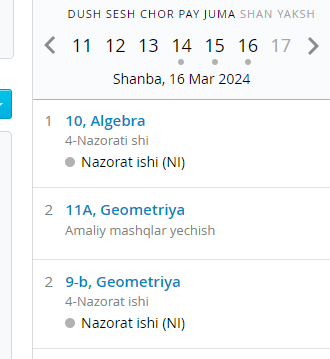 DUSH SESH CHOR PAY JUMA SHAN YAKSH
11 12 13 14 15 16 17
Shanba, 16 Mar 2024
1 10, Algebra
4-Nazorati shi
Nazorat ishi (NI)
2 11A, Geometriya
Amaliy mashqlar yechish
2 9-b, Geometriya
4-Nazorati ishi
Nazorat ishi (NI)